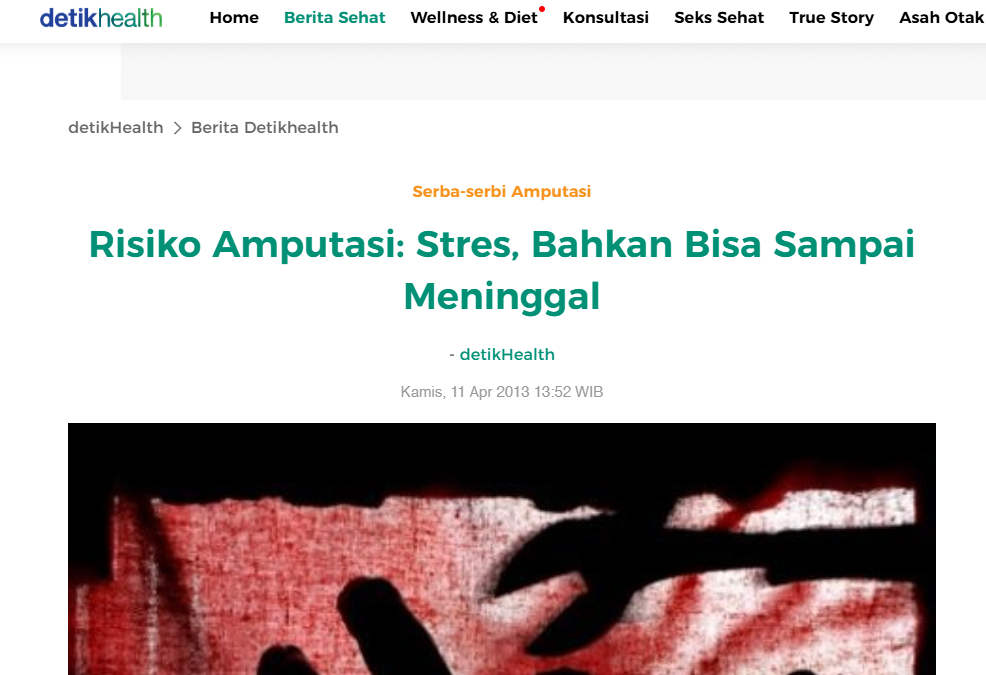 detikhealth Home Berita Sehat Wellness & Diet Konsultasi Seks Sehat True Story Asah Otak
detikHealth > Berita Detikhealth
Serba-serbi Amputasi
Risiko Amputasi: Stres, Bahkan Bisa Sampai
Meninggal
- detikHealth
Kamis, 11 Apr 2013 13:52 WIB